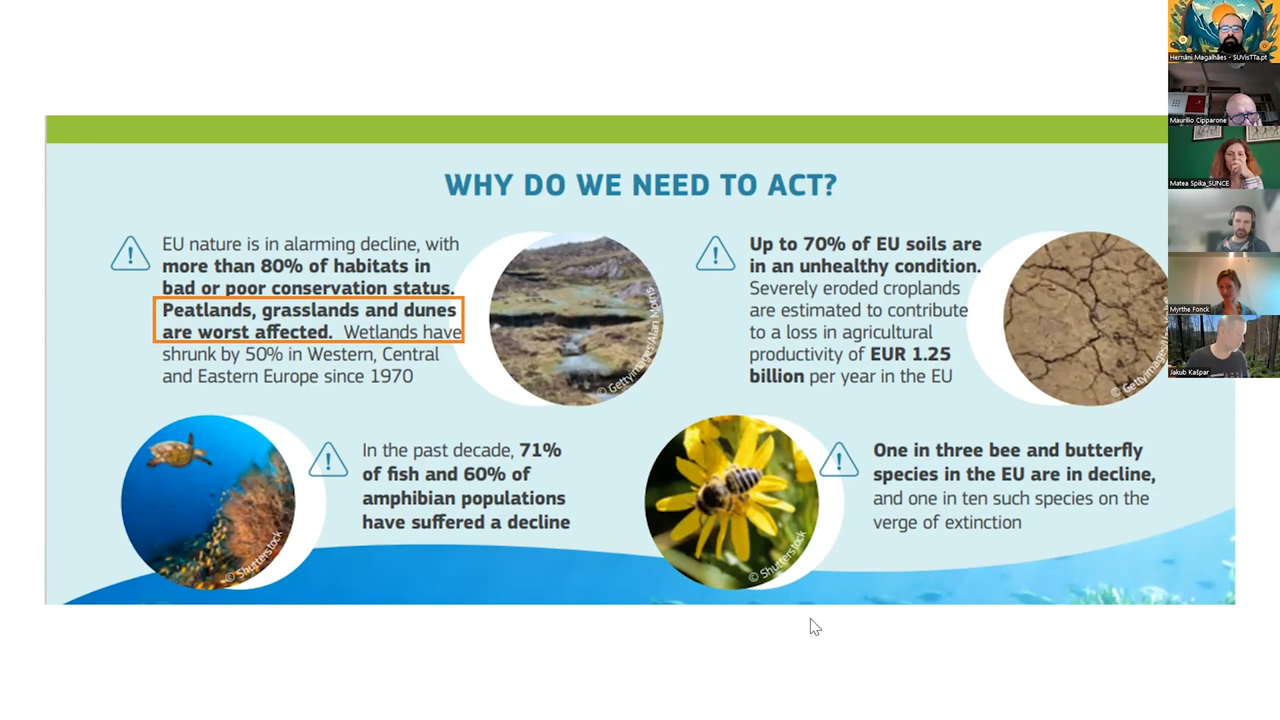 WHY DO WE NEED TO ACT?
EU nature is in alarming decline, with
more than 80% of habitats in
bad or poor conservation status.
Peatlands, grasslands and dunes
are worst affected. Wetlands have
shrunk by 50% in Western, Central
and Eastern Europe since 1970
© Gettyimages/Alan Morris
Up to 70% of EU soils are
in an unhealthy condition.
Severely eroded croplands
are estimated to contribute
to a loss in agricultural
productivity of EUR 1.25
billion per year in the EU
© Gettyimages
In the past decade, 71%
of fish and 60% of
amphibian populations
have suffered a decline
© Shutterstock
One in three bee and butterfly
species in the EU are in decline,
and one in ten such species on the
verge of extinction
© Shutterstock
Hernâni Magalhães - SUVisTTa.pt
Maurilio Cipparone
Matea Spika_SUNCE
Myrthe Fonck
Jakub Kašpar